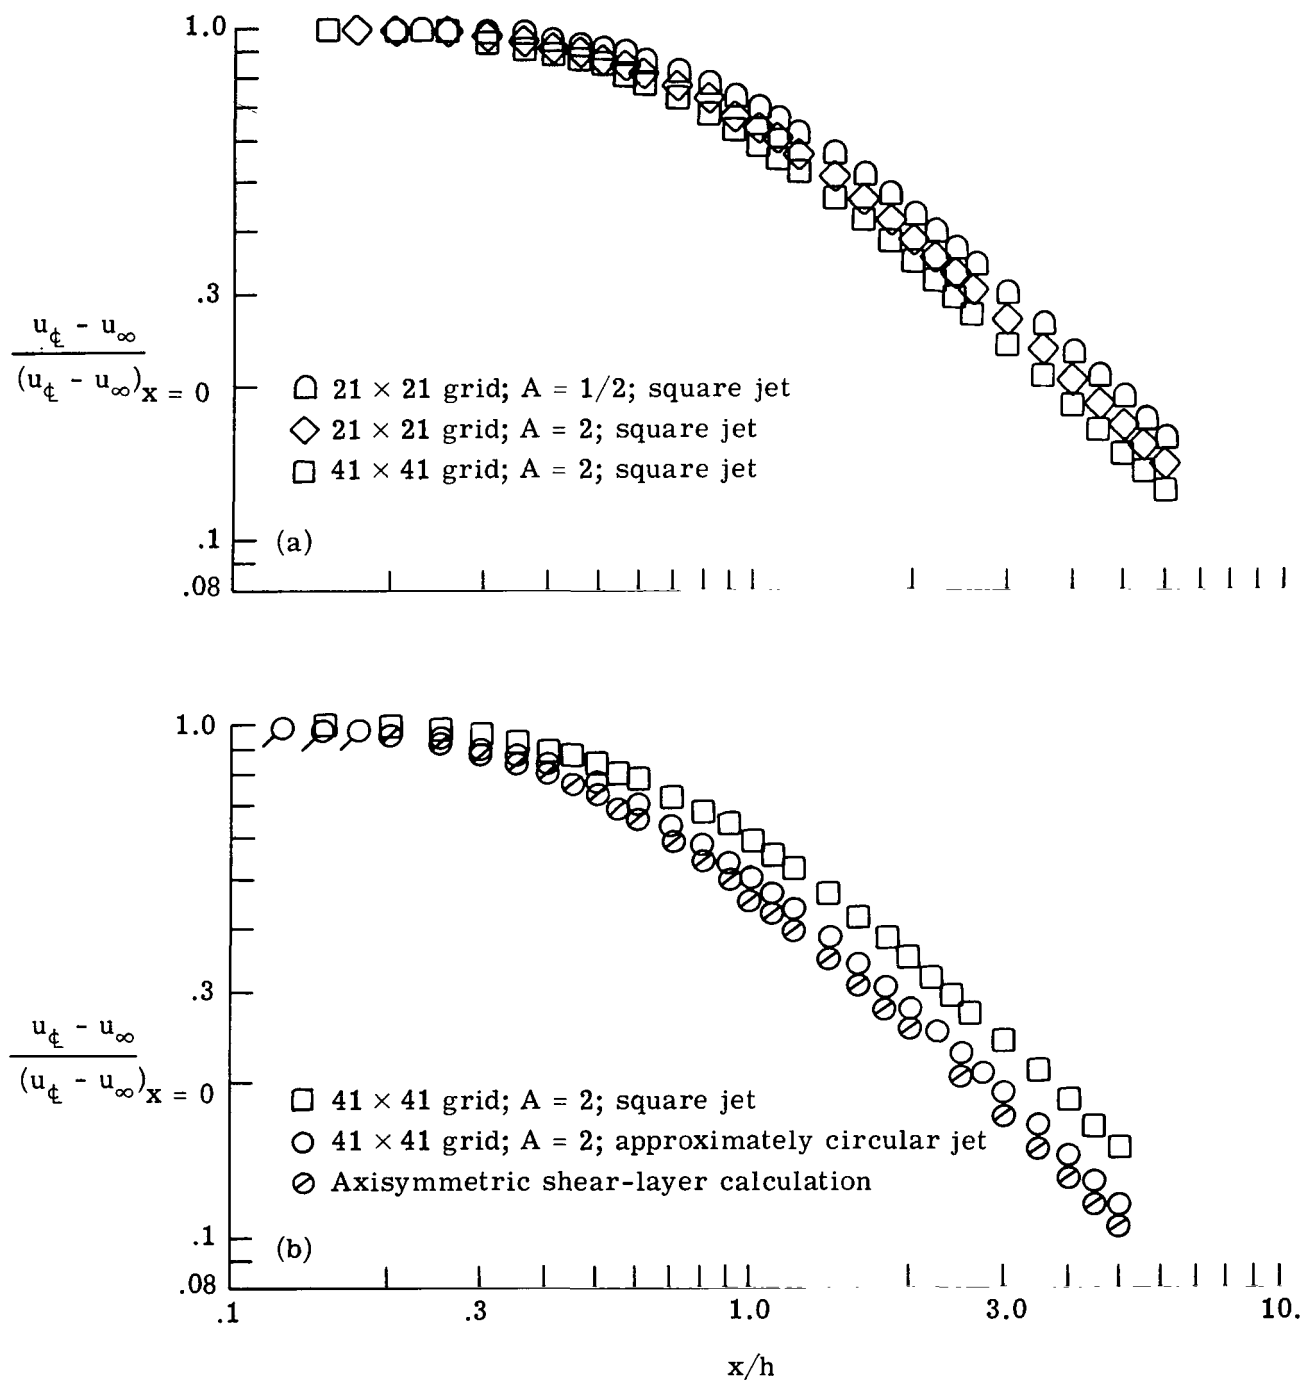 1.0
.3
u℄ - u∞
(u℄ - u∞)x = 0
21 × 21 grid; A = 1/2; square jet
21 × 21 grid; A = 2; square jet
41 × 41 grid; A = 2; square jet
.1
(a)
.08
1.0
.3
u℄ - u∞
(u℄ - u∞)x = 0
41 × 41 grid; A = 2; square jet
41 × 41 grid; A = 2; approximately circular jet
Axisymmetric shear-layer calculation
.1
(b)
.08
.1 .3 1.0 3.0 10.
x/h